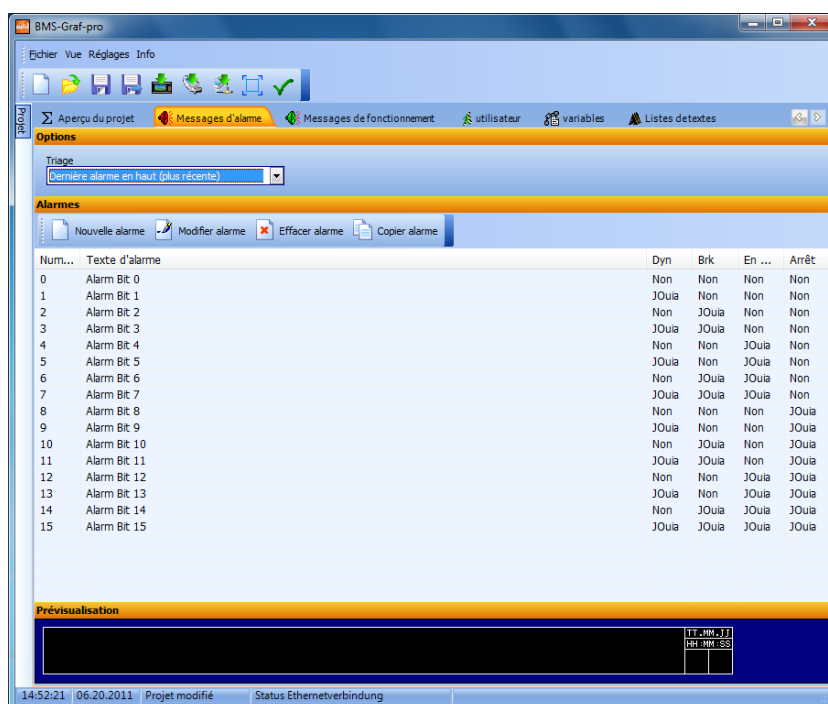 BMS-Graf-pro
Fichier Vue Réglages Info
Projet
Aperçu du projet Messages d'alarme Messages de fonctionnement utilisateur variables Listes de textes
Options
Triage
Dernière alarme en haut (plus récente)
Alarmes
Nouvelle alarme Modifier alarme Effacer alarme Copier alarme
Num... Texte d'alarme Dyn Brk En ... Arrêt
0 Alarm Bit 0 Non Non Non Non
1 Alarm Bit 1 JOuia Non Non Non
2 Alarm Bit 2 Non JOuia Non Non
3 Alarm Bit 3 JOuia JOuia Non Non
4 Alarm Bit 4 Non Non JOuia Non
5 Alarm Bit 5 JOuia Non JOuia Non
6 Alarm Bit 6 Non JOuia JOuia Non
7 Alarm Bit 7 JOuia JOuia JOuia Non
8 Alarm Bit 8 Non Non Non JOuia
9 Alarm Bit 9 JOuia Non Non JOuia
10 Alarm Bit 10 Non JOuia Non JOuia
11 Alarm Bit 11 JOuia JOuia Non JOuia
12 Alarm Bit 12 Non Non JOuia JOuia
13 Alarm Bit 13 JOuia Non JOuia JOuia
14 Alarm Bit 14 Non JOuia JOuia JOuia
15 Alarm Bit 15 JOuia JOuia JOuia JOuia
Prévisualisation
TT.MM.JJ
HH:MM:SS
14:52:21 06.20.2011 Projet modifié Status Ethernetverbindung